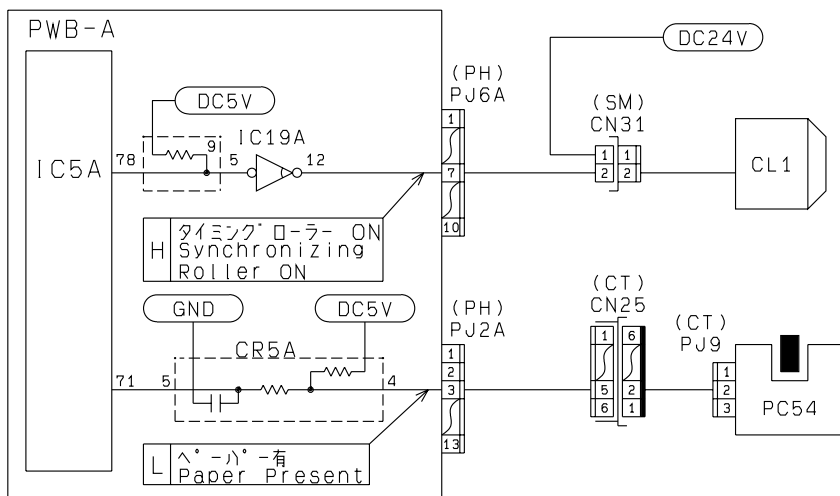 PWB-A
DC24V
(PH)
PJ6A
(SM)
CN31
DC5V
IC19A
IC5A
78
9
5
12
1
7
10
1
2
1
2
CL1
H
タイミングローラー ON
Synchronizing
Roller ON
GND
DC5V
CR5A
(PH)
PJ2A
(CT)
CN25
(CT)
PJ9
71
5
4
1
2
3
13
1
5
6
6
2
1
1
2
3
PC54
L
ペーパー有
Paper Present